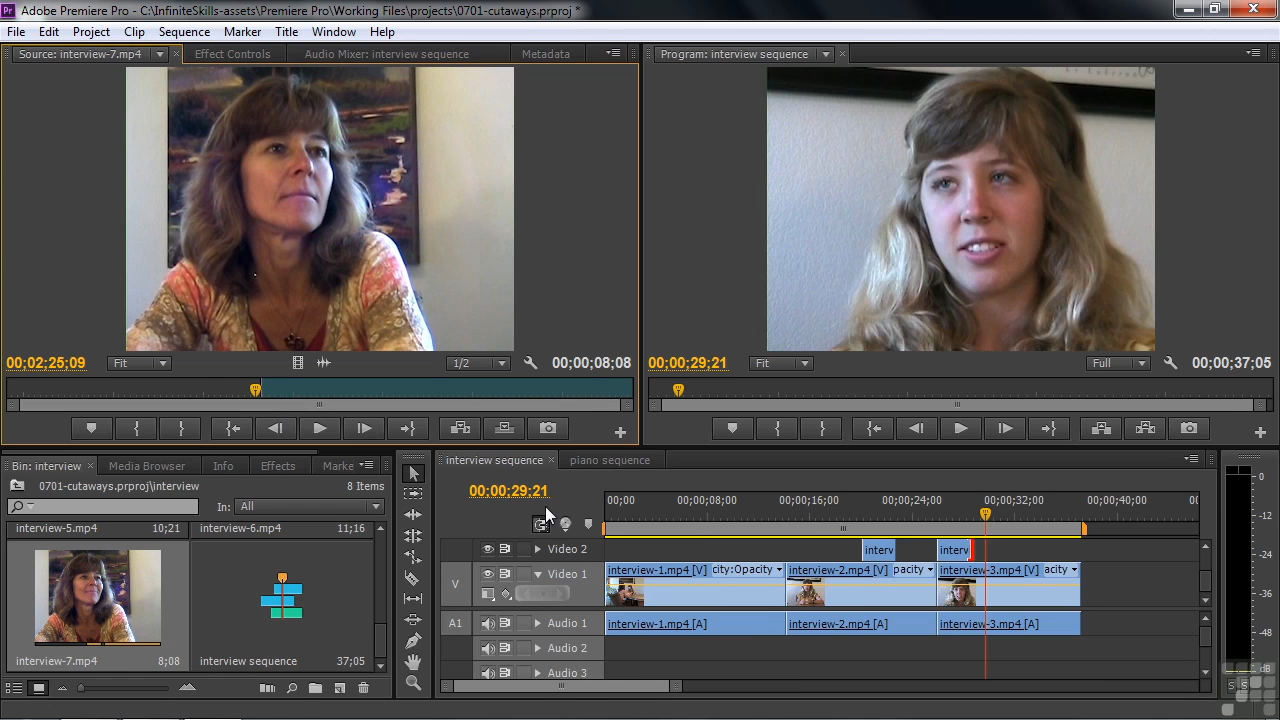 Pr Adobe Premiere Pro - C:\InfiniteSkills-assets\Premiere Pro\Working Files\projects\0701-cutaways.prproj *
File Edit Project Clip Sequence Marker Title Window Help
Source: interview-7.mp4 Effect Controls Audio Mixer: interview sequence Metadata Program: interview sequence
00;02;25;09 Fit 1/2 00;00;08;08 00;00;29;21 Fit Full 00;00;37;05
Bin: interview Media Browser Info Effects Marke interview sequence piano sequence
0701-cutaways.prproj\interview 8 Items
In: All
interview-5.mp4 10;21 interview-6.mp4 11;16
interview-7.mp4 8;08 interview sequence 37;05
00;00;29;21 00;00 00;00;08;00 00;00;16;00 00;00;24;00 00;00;32;00 00;00;40;00 00
Video 2 interv interv
V Video 1 interview-1.mp4 [V] city:Opacity interview-2.mp4 [V] pacity interview-3.mp4 [V] acity
A1 Audio 1 interview-1.mp4 [A] interview-2.mp4 [A] interview-3.mp4 [A]
Audio 2
Audio 3
0
-12
-24
-36
-48
dB
S S